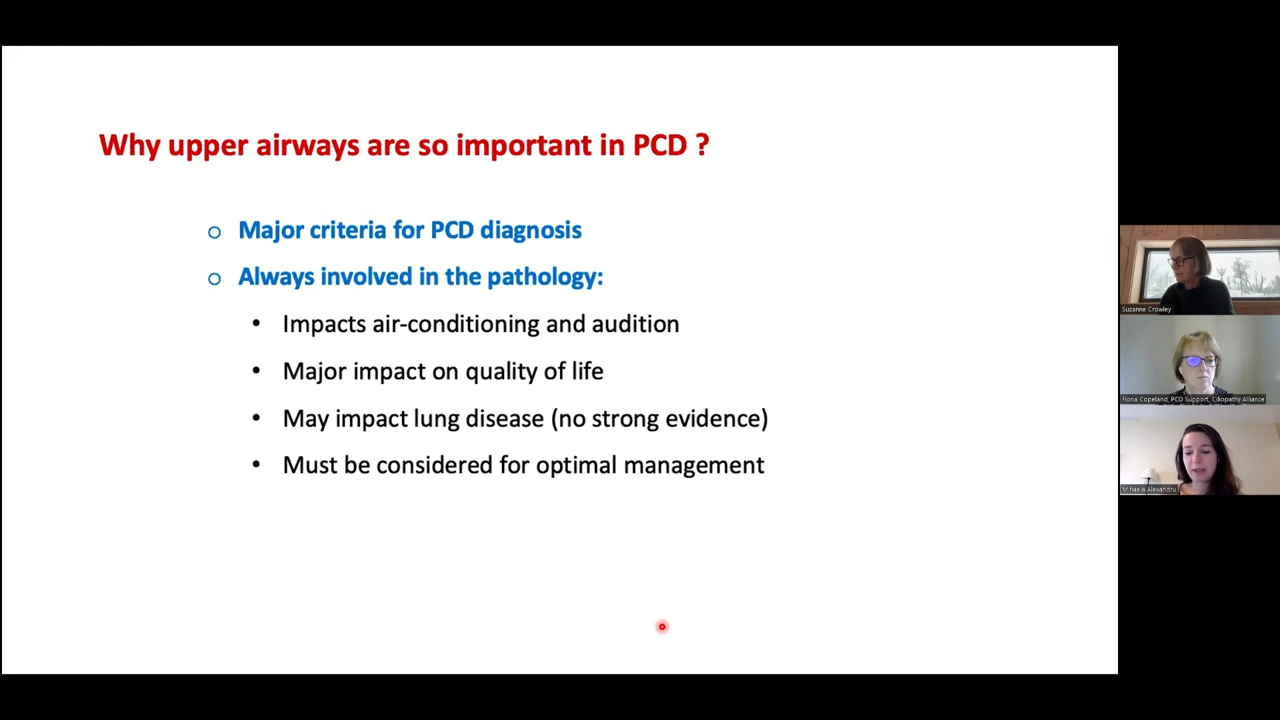 Why upper airways are so important in PCD ?
o Major criteria for PCD diagnosis
o Always involved in the pathology:
• Impacts air-conditioning and audition
• Major impact on quality of life
• May impact lung disease (no strong evidence)
• Must be considered for optimal management
Suzanne Crowley
Fiona Copeland, PCD Support, Ciliopathy Alliance
Mihaela Alexandru